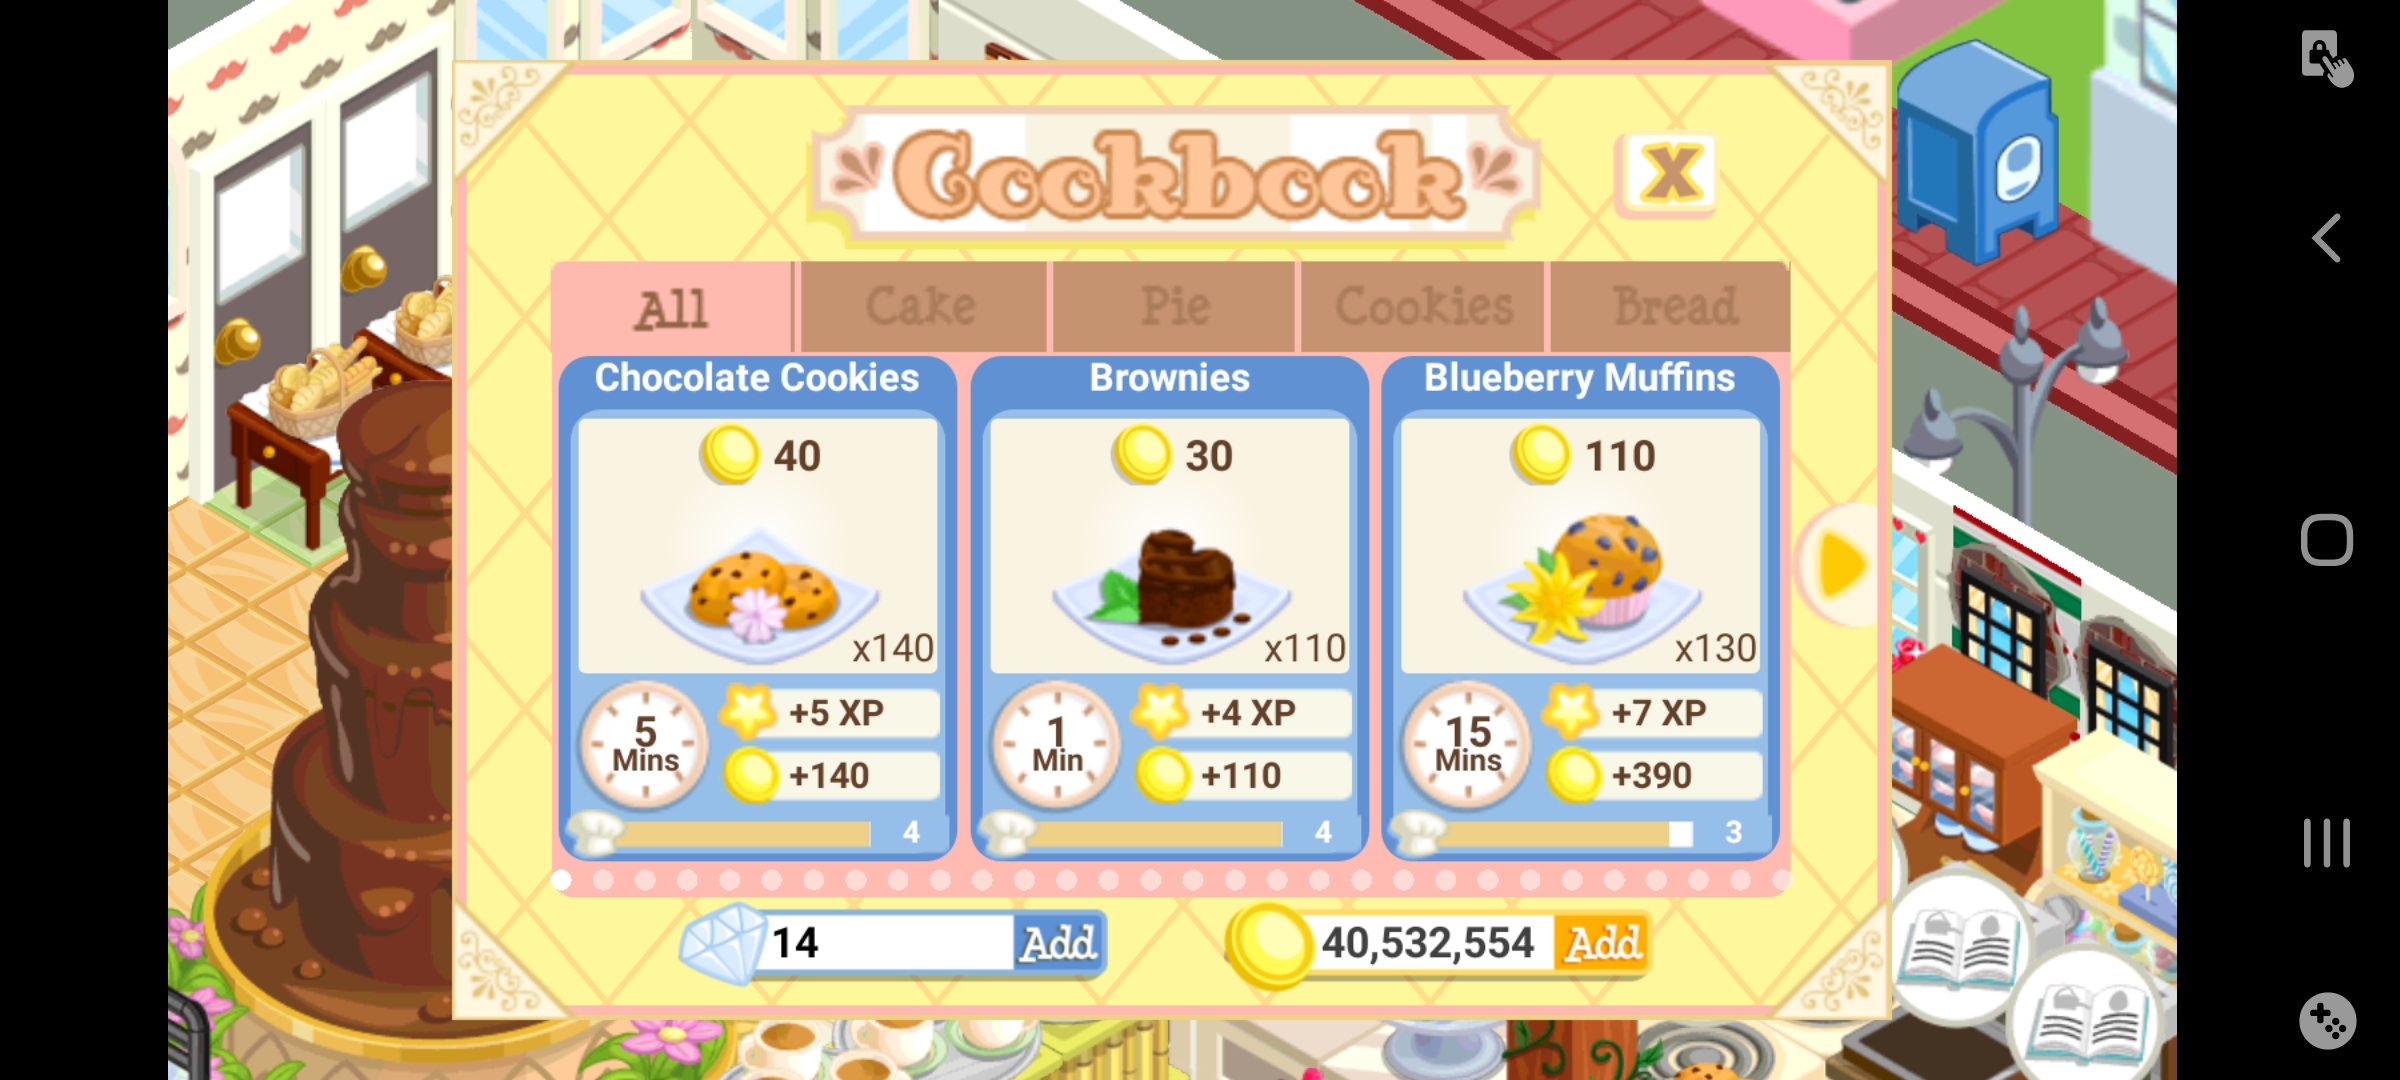 Cookbook
X
All Cake Pie Cookies Bread
Chocolate Cookies
40
x140
5 Mins
+5 XP
+140
4
Brownies
30
x110
1 Min
+4 XP
+110
4
Blueberry Muffins
110
x130
15 Mins
+7 XP
+390
3
14 Add
40,532,554 Add